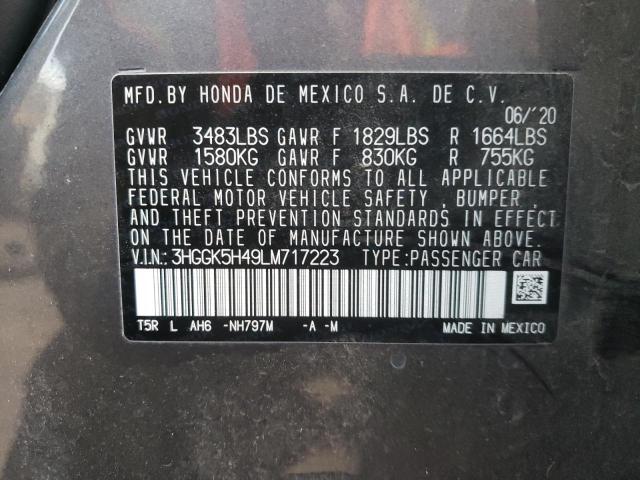 MFD.BY HONDA DE MEXICO S.A. DE C.V.
06/'20
GVWR 3483LBS GAWR F 1829LBS R 1664LBS
GVWR 1580KG GAWR F 830KG R 755KG
THIS VEHICLE CONFORMS TO ALL APPLICABLE
FEDERAL MOTOR VEHICLE SAFETY , BUMPER ,
AND THEFT PREVENTION STANDARDS IN EFFECT
ON THE DATE OF MANUFACTURE SHOWN ABOVE.
V.I.N.: 3HGGK5H49LM717223 TYPE:PASSENGER CAR
T5R L AH6 -NH797M -A -M MADE IN MEXICO